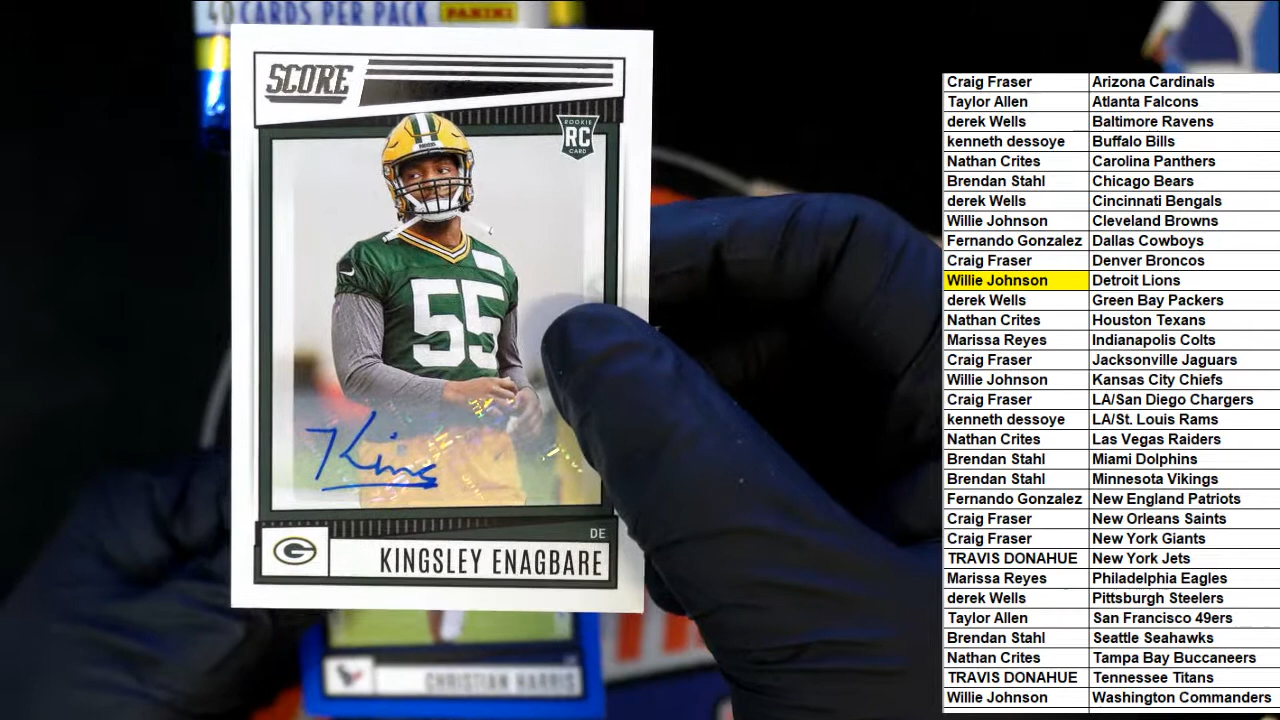 40 CARDS PER PACK PANINI
SCORE
PACKERS
ROOKIE
RC
CARD
55
King
DE
G
KINGSLEY ENAGBARE
CHRISTIAN HARRIS
Craig Fraser Arizona Cardinals
Taylor Allen Atlanta Falcons
derek Wells Baltimore Ravens
kenneth dessoye Buffalo Bills
Nathan Crites Carolina Panthers
Brendan Stahl Chicago Bears
derek Wells Cincinnati Bengals
Willie Johnson Cleveland Browns
Fernando Gonzalez Dallas Cowboys
Craig Fraser Denver Broncos
Willie Johnson Detroit Lions
derek Wells Green Bay Packers
Nathan Crites Houston Texans
Marissa Reyes Indianapolis Colts
Craig Fraser Jacksonville Jaguars
Willie Johnson Kansas City Chiefs
Craig Fraser LA/San Diego Chargers
kenneth dessoye LA/St. Louis Rams
Nathan Crites Las Vegas Raiders
Brendan Stahl Miami Dolphins
Brendan Stahl Minnesota Vikings
Fernando Gonzalez New England Patriots
Craig Fraser New Orleans Saints
Craig Fraser New York Giants
TRAVIS DONAHUE New York Jets
Marissa Reyes Philadelphia Eagles
derek Wells Pittsburgh Steelers
Taylor Allen San Francisco 49ers
Brendan Stahl Seattle Seahawks
Nathan Crites Tampa Bay Buccaneers
TRAVIS DONAHUE Tennessee Titans
Willie Johnson Washington Commanders